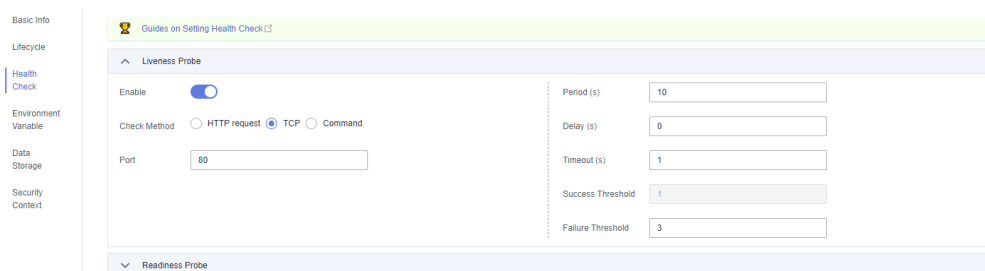 Basic Info
Guides on Setting Health Check
Lifecycle
Liveness Probe
Health
Check
Enable
Period (s)
10
Environment
Variable
Check Method
HTTP request
TCP
Command
Delay (s)
0
Data
Storage
Port
80
Timeout (s)
1
Security
Context
Success Threshold
1
Failure Threshold
3
Readiness Probe